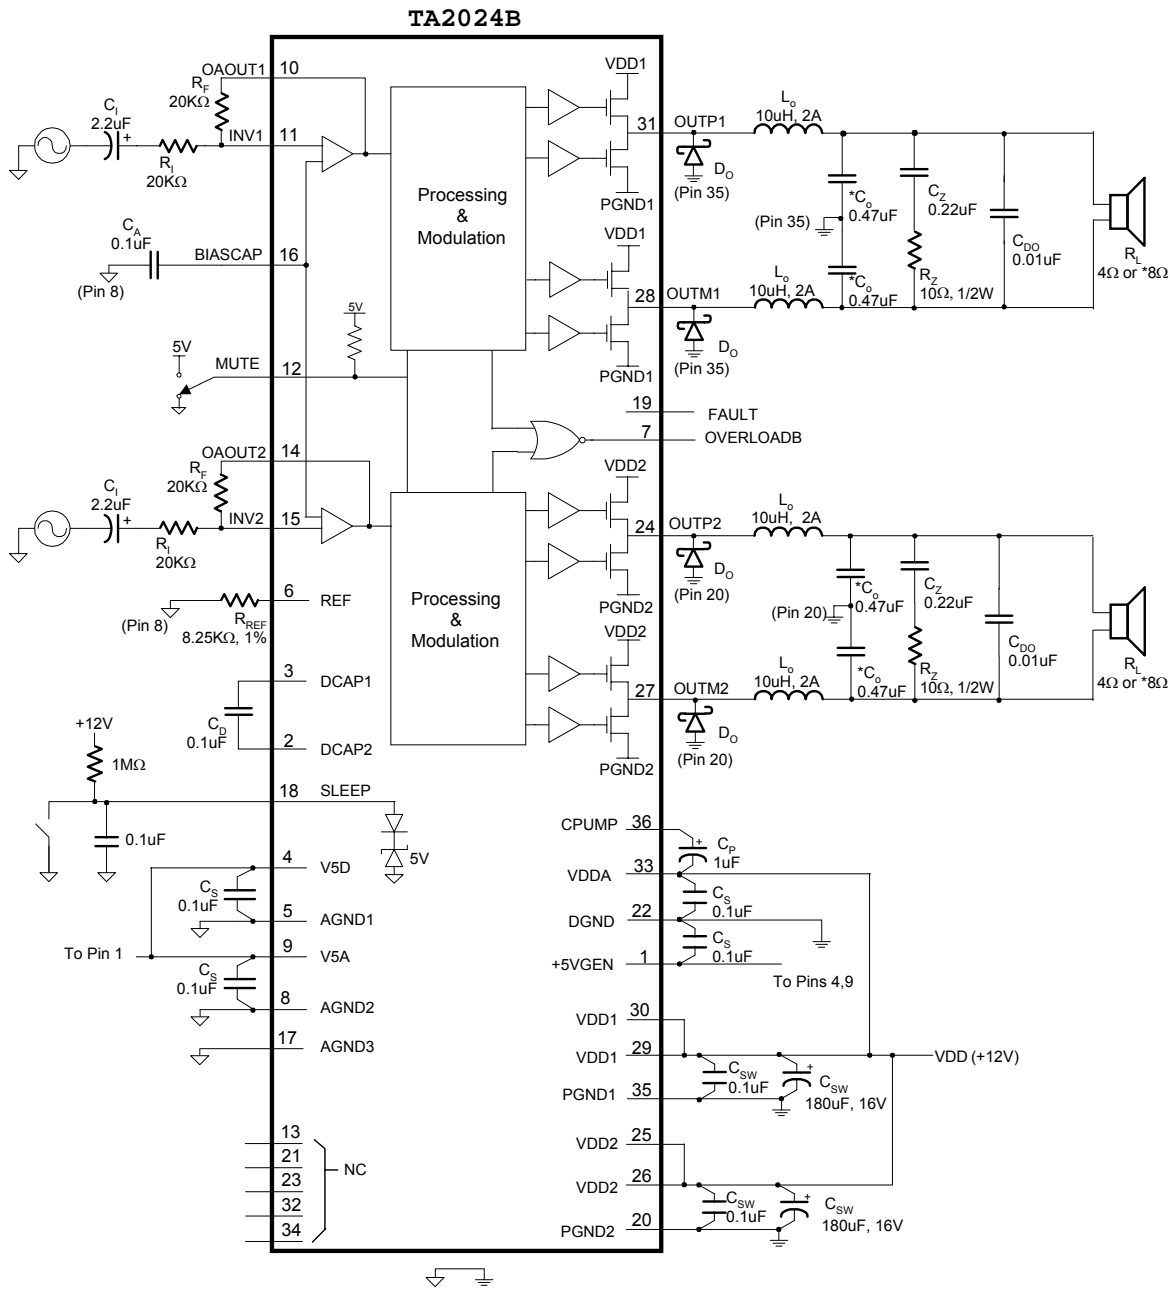 TA2024B
OAOUT1 10
R_F
20KΩ
C_I
2.2uF
+
INV1 11
R_I
20KΩ
C_A
0.1uF
BIASCAP 16
(Pin 8)
5V
5V
MUTE 12
OAOUT2 14
R_F
20KΩ
C_I
2.2uF
+
INV2 15
R_I
20KΩ
6 REF
(Pin 8)
R_REF
8.25KΩ, 1%
3 DCAP1
C_D
0.1uF
2 DCAP2
+12V
1MΩ
18 SLEEP
0.1uF
5V
4 V5D
C_S
0.1uF
5 AGND1
To Pin 1
9 V5A
C_S
0.1uF
8 AGND2
17 AGND3
13
21
NC
23
32
34
Processing
&
Modulation
Processing
&
Modulation
VDD1
PGND1
VDD1
PGND1
31 OUTP1
L_o
10uH, 2A
D_O
(Pin 35)
*C_o
0.47uF
(Pin 35)
*C_o
0.47uF
C_Z
0.22uF
R_Z
10Ω, 1/2W
C_DO
0.01uF
R_L
4Ω or *8Ω
28 OUTM1
L_o
10uH, 2A
D_O
(Pin 35)
19 FAULT
7 OVERLOADB
VDD2
PGND2
VDD2
PGND2
24 OUTP2
L_o
10uH, 2A
D_O
(Pin 20)
*C_o
0.47uF
(Pin 20)
*C_o
0.47uF
C_Z
0.22uF
R_Z
10Ω, 1/2W
C_DO
0.01uF
R_L
4Ω or *8Ω
27 OUTM2
L_o
10uH, 2A
D_O
(Pin 20)
CPUMP 36
+
C_P
1uF
VDDA 33
C_S
0.1uF
DGND 22
C_S
0.1uF
+5VGEN 1
To Pins 4,9
VDD1 30
VDD1 29
VDD (+12V)
C_SW
0.1uF
+
C_SW
180uF, 16V
PGND1 35
VDD2 25
VDD2 26
C_SW
0.1uF
+
C_SW
180uF, 16V
PGND2 20